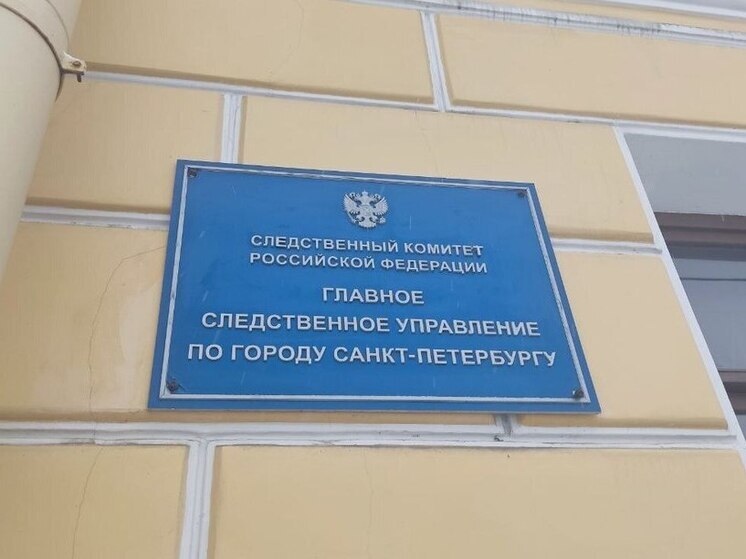 СЛЕДСТВЕННЫЙ КОМИТЕТ
РОССИЙСКОЙ ФЕДЕРАЦИИ
ГЛАВНОЕ
СЛЕДСТВЕННОЕ УПРАВЛЕНИЕ
ПО ГОРОДУ САНКТ-ПЕТЕРБУРГУ